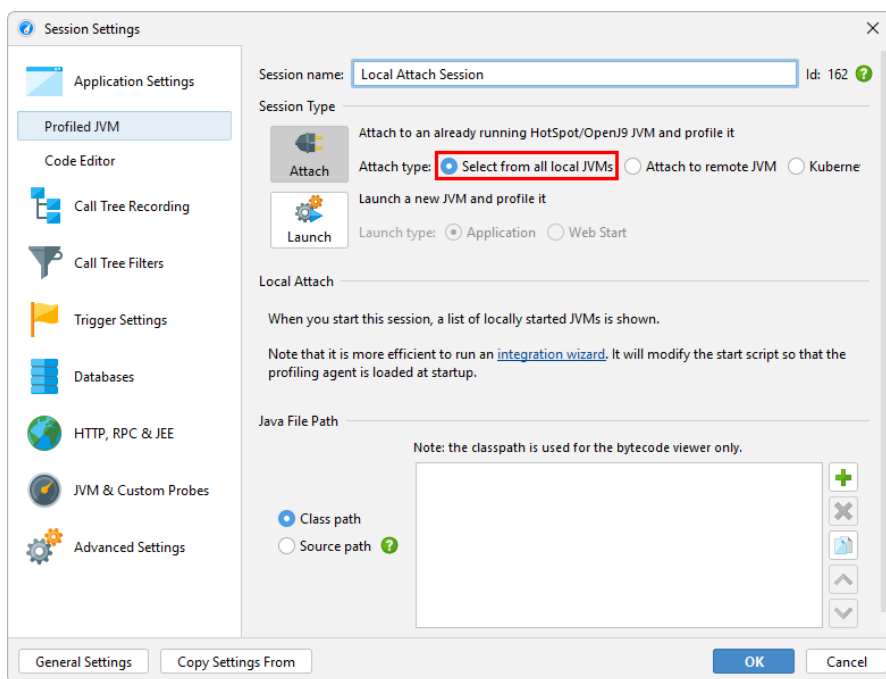 Session Settings
Application Settings
Profiled JVM
Code Editor
Call Tree Recording
Call Tree Filters
Trigger Settings
Databases
HTTP, RPC & JEE
JVM & Custom Probes
Advanced Settings
Session name: Local Attach Session Id: 162
Session Type
Attach
Attach to an already running HotSpot/OpenJ9 JVM and profile it
Attach type: Select from all local JVMs Attach to remote JVM Kuberne
Launch
Launch a new JVM and profile it
Launch type: Application Web Start
Local Attach
When you start this session, a list of locally started JVMs is shown.
Note that it is more efficient to run an integration wizard. It will modify the start script so that the
profiling agent is loaded at startup.
Java File Path
Note: the classpath is used for the bytecode viewer only.
Class path
Source path
General Settings Copy Settings From OK Cancel